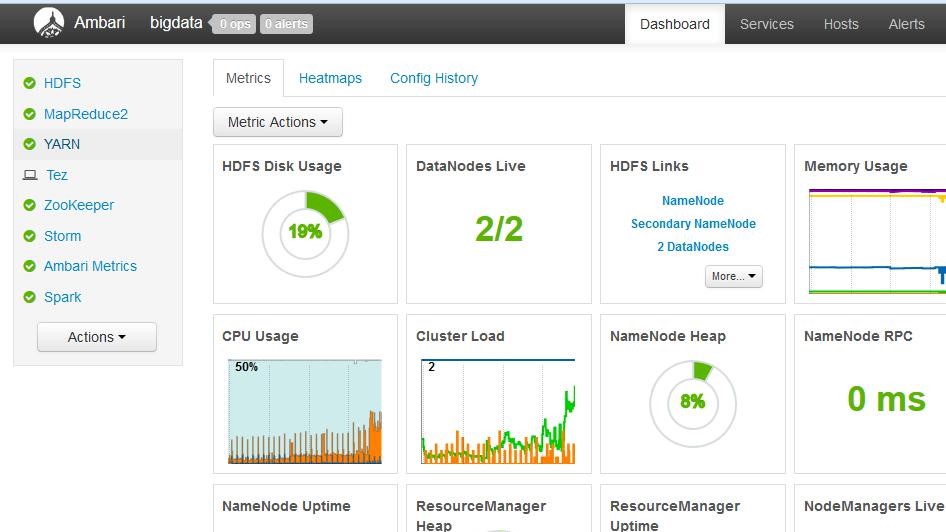 Ambari bigdata 0 ops 0 alerts Dashboard Services Hosts Alerts
HDFS
MapReduce2
YARN
Tez
ZooKeeper
Storm
Ambari Metrics
Spark
Actions
Metrics Heatmaps Config History
Metric Actions
HDFS Disk Usage
19%
DataNodes Live
2/2
HDFS Links
NameNode
Secondary NameNode
2 DataNodes
More...
Memory Usage
CPU Usage
50%
Cluster Load
2
NameNode Heap
8%
NameNode RPC
0 ms
NameNode Uptime
ResourceManager
Heap
ResourceManager
Uptime
NodeManagers Live